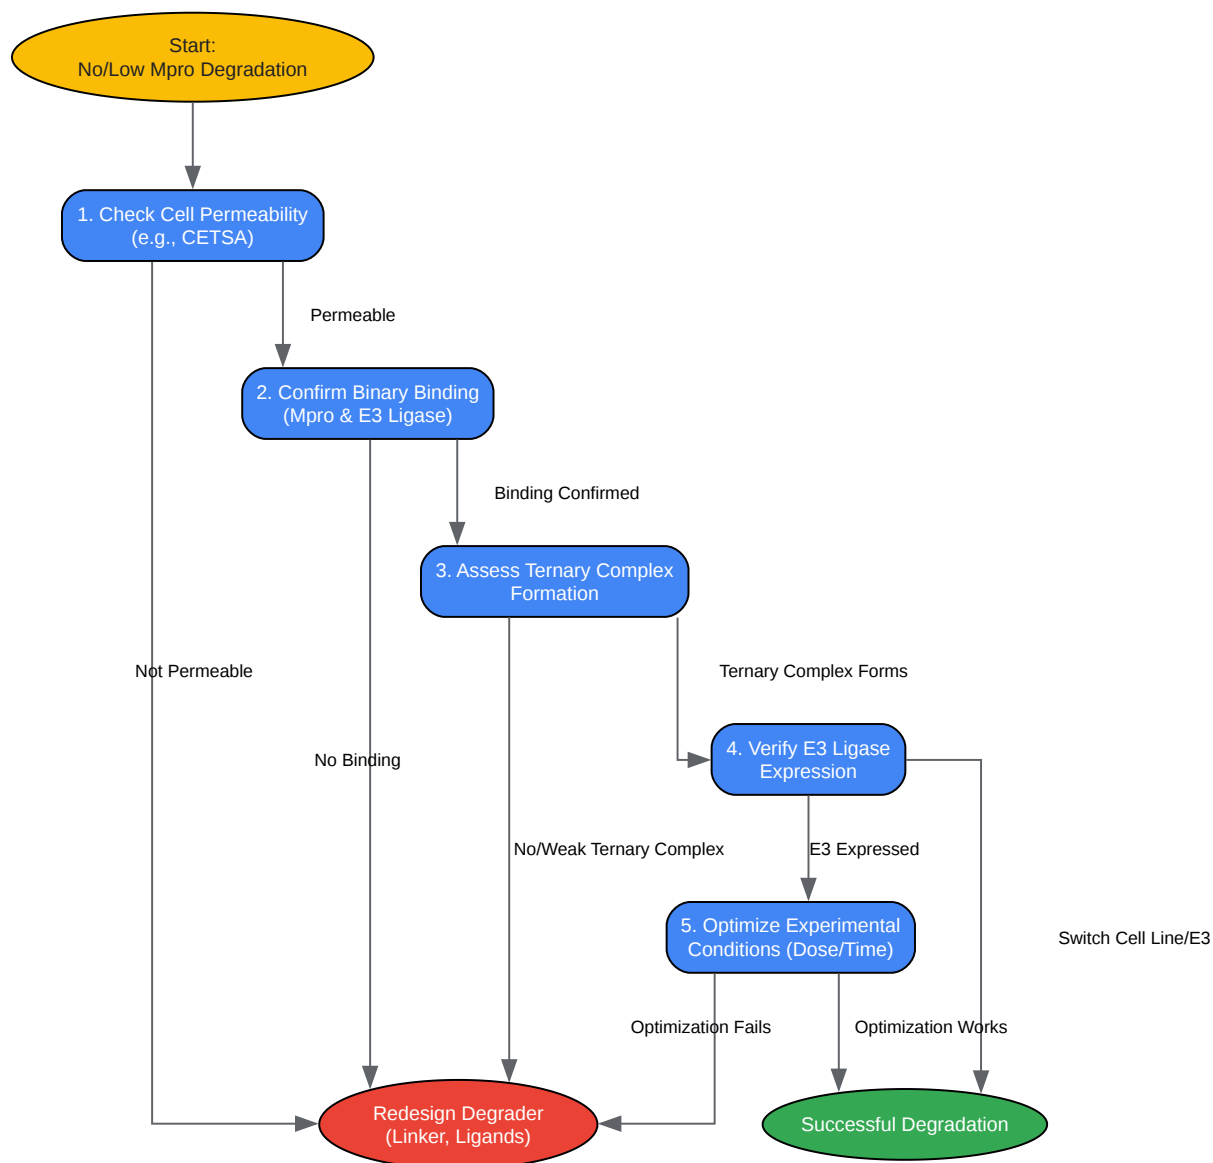 Start:
No/Low Mpro Degradation
1. Check Cell Permeability
(e.g., CETSA)
Permeable
2. Confirm Binary Binding
(Mpro & E3 Ligase)
Binding Confirmed
3. Assess Ternary Complex
Formation
Not Permeable
Ternary Complex Forms
No Binding
4. Verify E3 Ligase
Expression
No/Weak Ternary Complex
E3 Expressed
5. Optimize Experimental
Conditions (Dose/Time)
Switch Cell Line/E3
Optimization Fails
Optimization Works
Redesign Degrader
(Linker, Ligands)
Successful Degradation